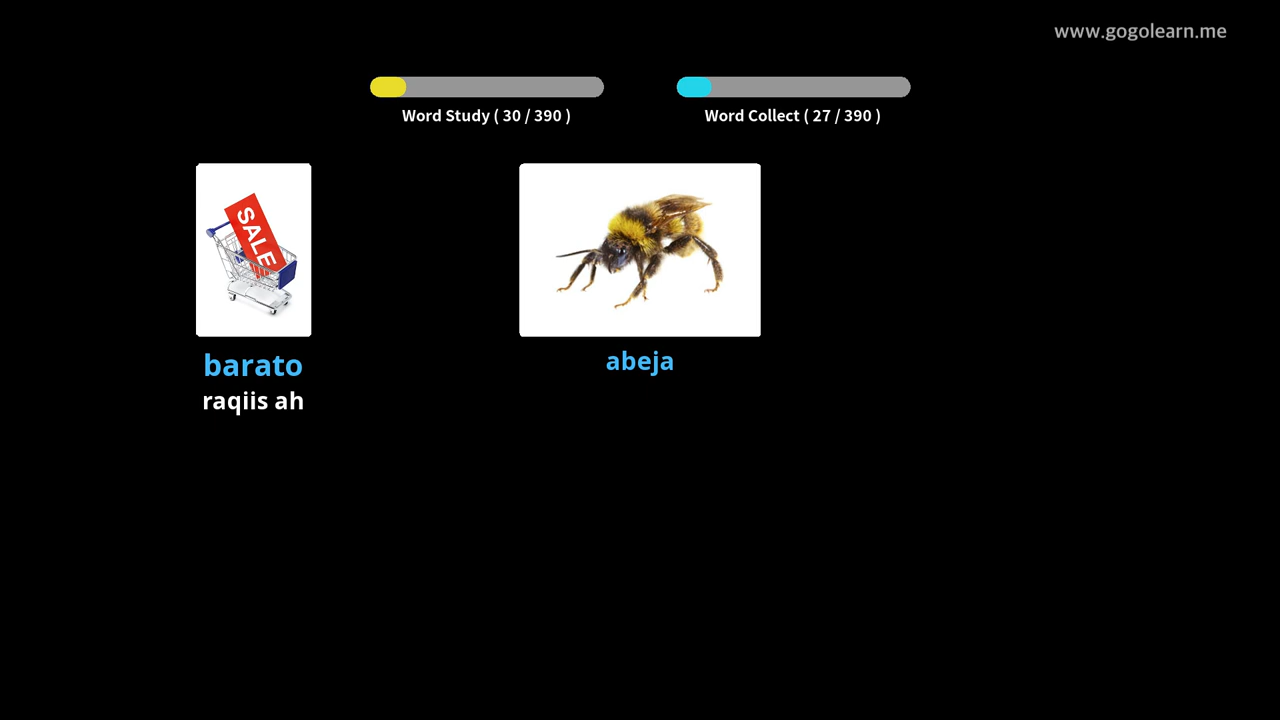 www.gogolearn.me
Word Study ( 30 / 390 )
Word Collect ( 27 / 390 )
SALE
barato
raqiis ah
abeja